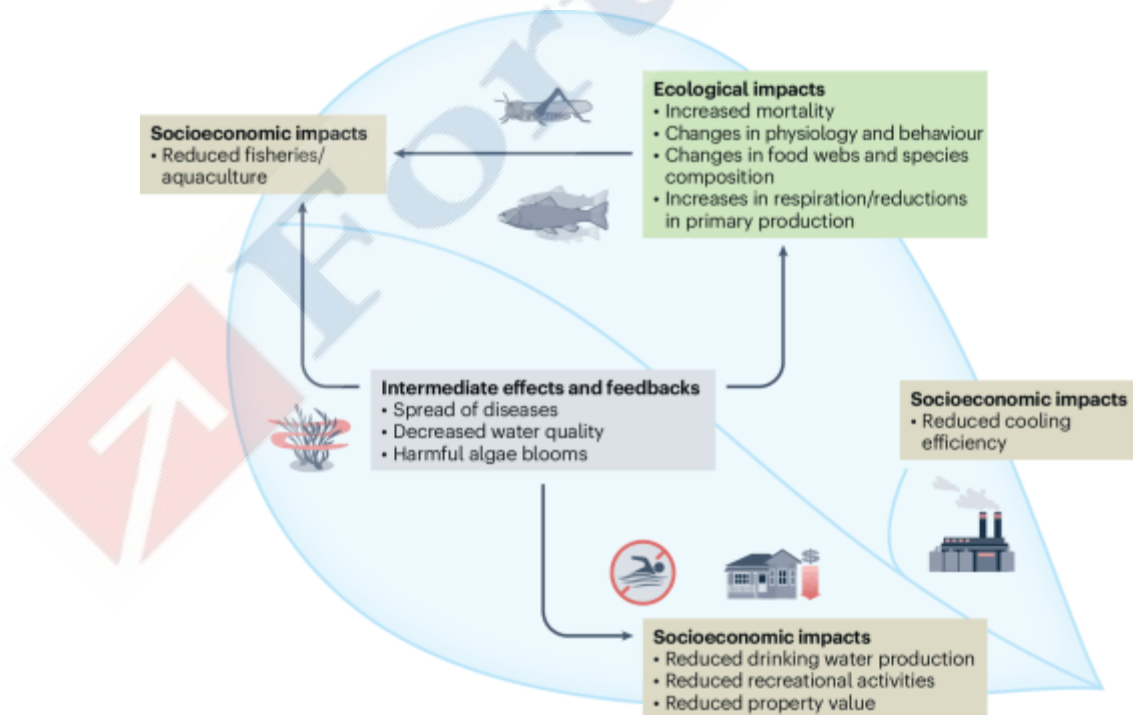 Ecological impacts
• Increased mortality
• Changes in physiology and behaviour
• Changes in food webs and species
composition
• Increases in respiration/reductions
in primary production
Socioeconomic impacts
• Reduced fisheries/
aquaculture
Intermediate effects and feedbacks
• Spread of diseases
• Decreased water quality
• Harmful algae blooms
Socioeconomic impacts
• Reduced cooling
efficiency
$
Socioeconomic impacts
• Reduced drinking water production
• Reduced recreational activities
• Reduced property value